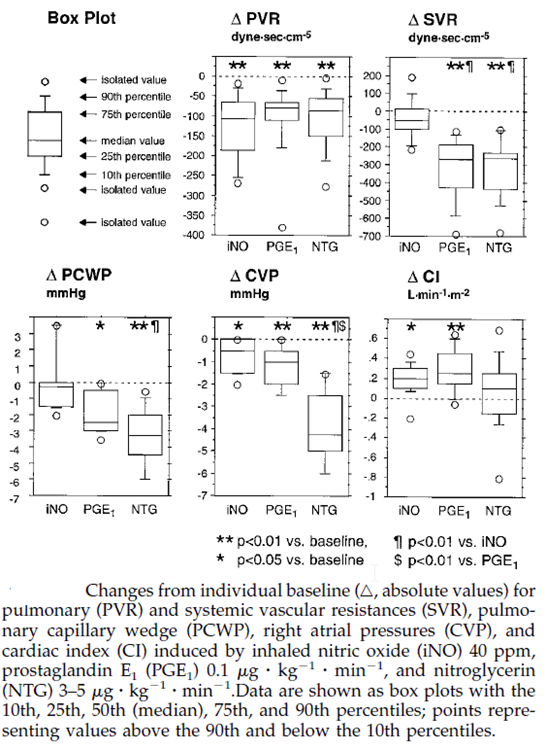 Box Plot
isolated value
90th percentile
75th percentile
median value
25th percentile
10th percentile
isolated value
isolated value
Δ PVR
dyne·sec·cm-5
** ** **
0
-50
-100
-150
-200
-250
-300
-350
-400
iNO PGE1 NTG
Δ SVR
dyne·sec·cm-5
**¶ **¶
200
100
0
-100
-200
-300
-400
-500
-600
-700
iNO PGE1 NTG
Δ PCWP
mmHg
* **¶
3
2
1
0
-1
-2
-3
-4
-5
-6
-7
iNO PGE1 NTG
Δ CVP
mmHg
* ** **¶$
0
-1
-2
-3
-4
-5
-6
-7
iNO PGE1 NTG
Δ CI
L·min-1·m-2
* **
.6
.4
.2
0
-.2
-.4
-.6
-.8
-1
iNO PGE1 NTG
** p<0.01 vs. baseline, ¶ p<0.01 vs. iNO
* p<0.05 vs. baseline $ p<0.01 vs. PGE1
Changes from individual baseline (△, absolute values) for
pulmonary (PVR) and systemic vascular resistances (SVR), pulmo-
nary capillary wedge (PCWP), right atrial pressures (CVP), and
cardiac index (CI) induced by inhaled nitric oxide (iNO) 40 ppm,
prostaglandin E1 (PGE1) 0.1 μg · kg−1 · min−1, and nitroglycerin
(NTG) 3–5 μg · kg−1 · min−1.Data are shown as box plots with the
10th, 25th, 50th (median), 75th, and 90th percentiles; points repre-
senting values above the 90th and below the 10th percentiles.